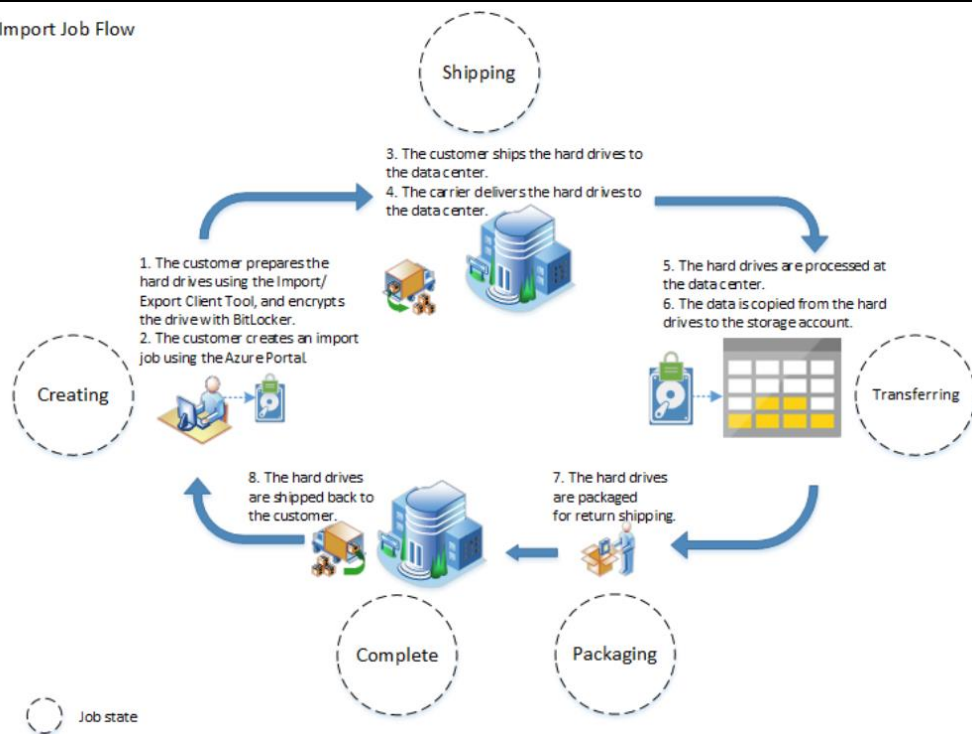 Import Job Flow
Shipping
3. The customer ships the hard drives to
the data center.
4. The carrier delivers the hard drives to
the data center.
1. The customer prepares the
hard drives using the Import/
Export Client Tool, and encrypts
the drive with BitLocker.
2. The customer creates an import
job using the Azure Portal
5. The hard drives are processed at
the data center.
6. The data is copied from the hard
drives to the storage account.
Creating
Transferring
8. The hard drives
are shipped back to
the customer.
7. The hard drives
are packaged
for return shipping.
Complete
Packaging
Job state